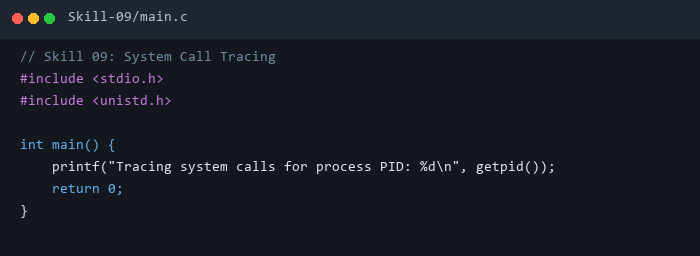 Skill-09/main.c
// Skill 09: System Call Tracing
#include <stdio.h>
#include <unistd.h>
int main() {
    printf("Tracing system calls for process PID: %d\n", getpid());
    return 0;
}